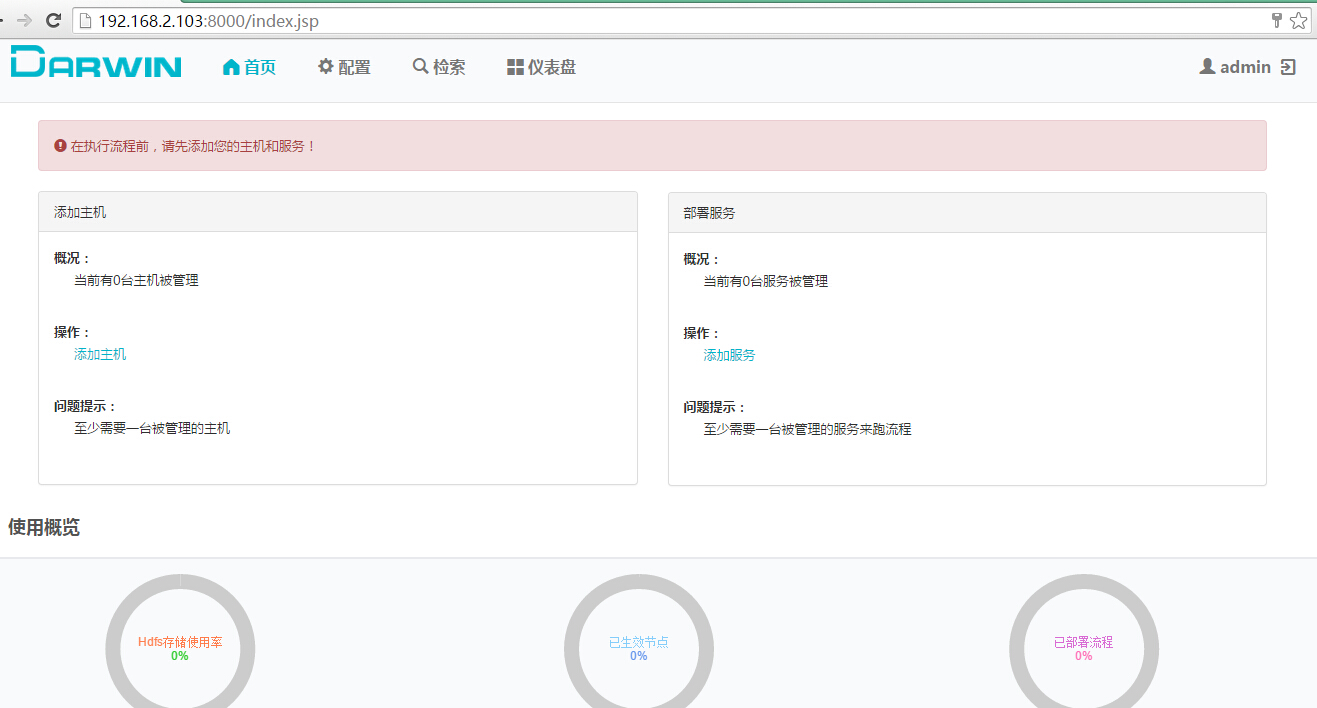 192.168.2.103:8000/index.jsp
DARWIN 首页 配置 检索 仪表盘 admin
在执行流程前，请先添加您的主机和服务！
添加主机
概况：
当前有0台主机被管理
操作：
添加主机
问题提示：
至少需要一台被管理的主机
部署服务
概况：
当前有0台服务被管理
操作：
添加服务
问题提示：
至少需要一台被管理的服务来跑流程
使用概览
Hdfs存储使用率
0%
已生效节点
0%
已部署流程
0%